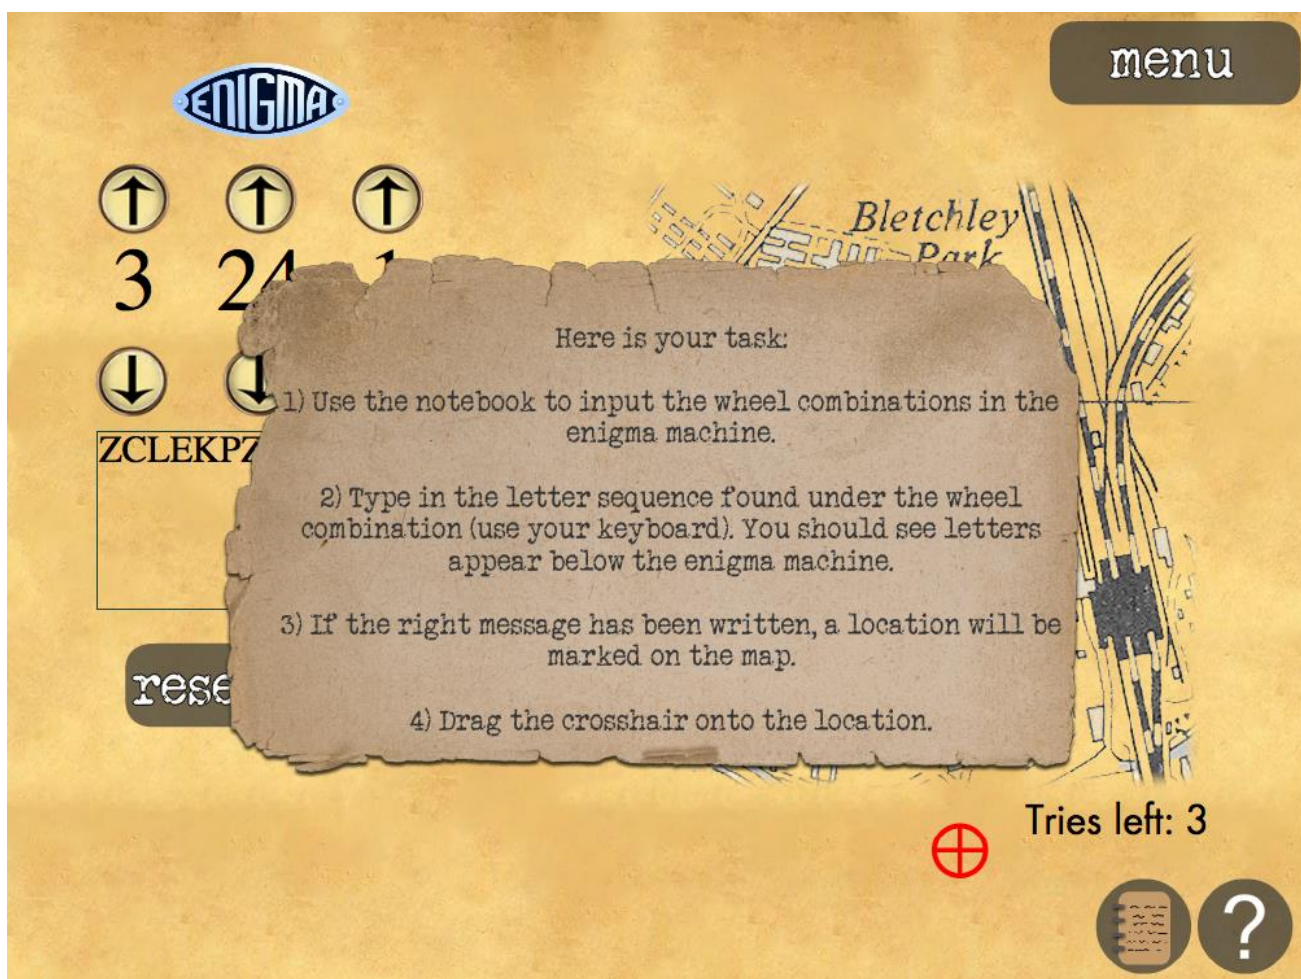 menu
ENIGMA
3 24 1
Bletchley
Park
Here is your task:
1) Use the notebook to input the wheel combinations in the
enigma machine.
2) Type in the letter sequence found under the wheel
combination (use your keyboard). You should see letters
appear below the enigma machine.
3) If the right message has been written, a location will be
marked on the map.
4) Drag the crosshair onto the location.
ZCLEKPZ
rese
Tries left: 3
?